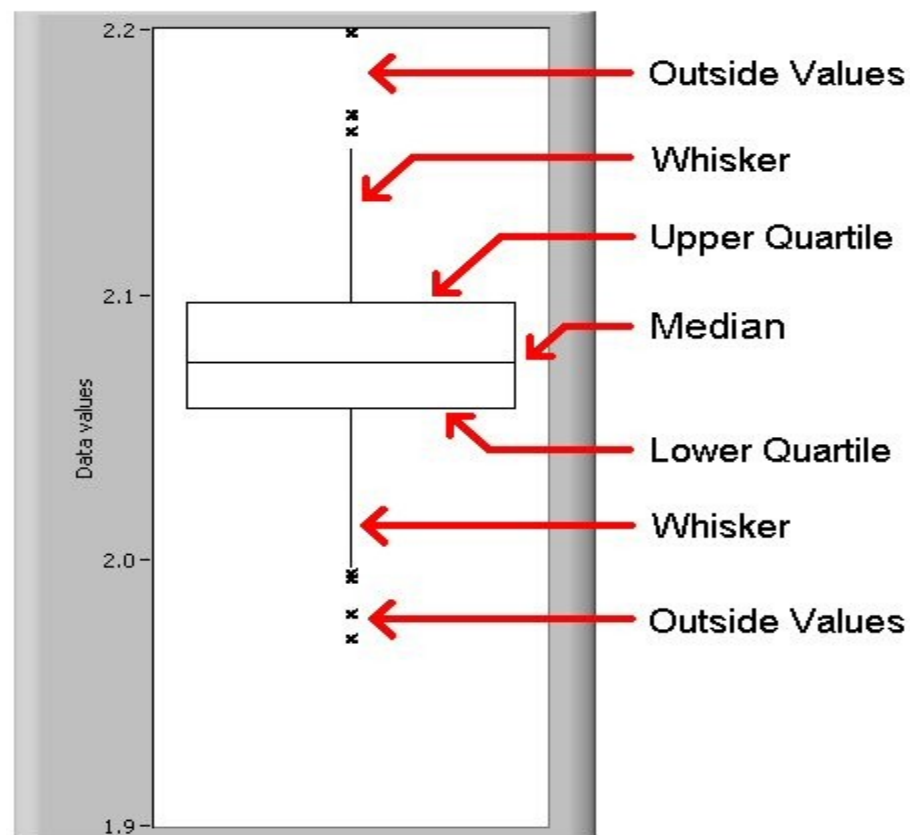 2.2
Outside Values
Whisker
Upper Quartile
2.1
Median
Data values
Lower Quartile
Whisker
2.0
Outside Values
1.9